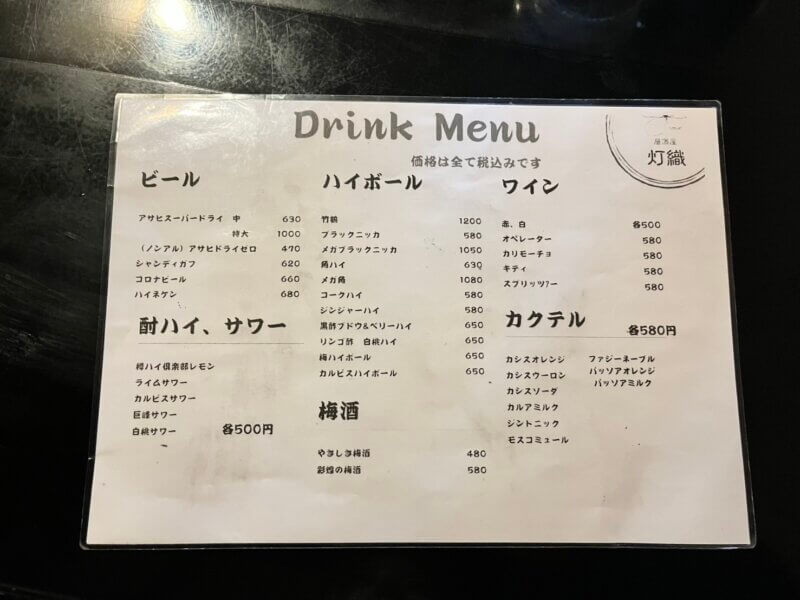 Drink Menu
価格は全て税込みです
居酒屋
灯織
ビール
アサヒスーパードライ 中 630
特大 1000
(ノンアル)アサヒドライゼロ 470
シャンディガフ 620
コロナビール 660
ハイネケン 680
酎ハイ、サワー
樽ハイ倶楽部レモン
ライムサワー
カルピスサワー
巨峰サワー
白桃サワー 各500円
ハイボール
竹鶴 1200
ブラックニッカ 580
メガブラックニッカ 1050
角ハイ 630
メガ角 1080
コークハイ 580
ジンジャーハイ 580
黒酢ブドウ&ベリーハイ 650
リンゴ酢 白桃ハイ 650
梅ハイボール 650
カルピスハイボール 650
梅酒
やさしさ梅酒 480
彩煌の梅酒 580
ワイン
赤、白 各500
オペレーター 580
カリモーチョ 580
キティ 580
スプリッツァー 580
カクテル 各580円
カシスオレンジ ファジーネーブル
カシスウーロン パッソアオレンジ
カシスソーダ パッソアミルク
カルアミルク
ジントニック
モスコミュール